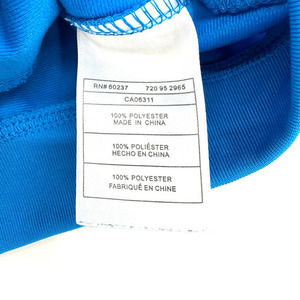 RN# 60237 720 95 2965
CA06311
100% POLYESTER
MADE IN CHINA
100% POLIÉSTER
HECHO EN CHINA
100% POLYESTER
FABRIQUÉ EN CHINE